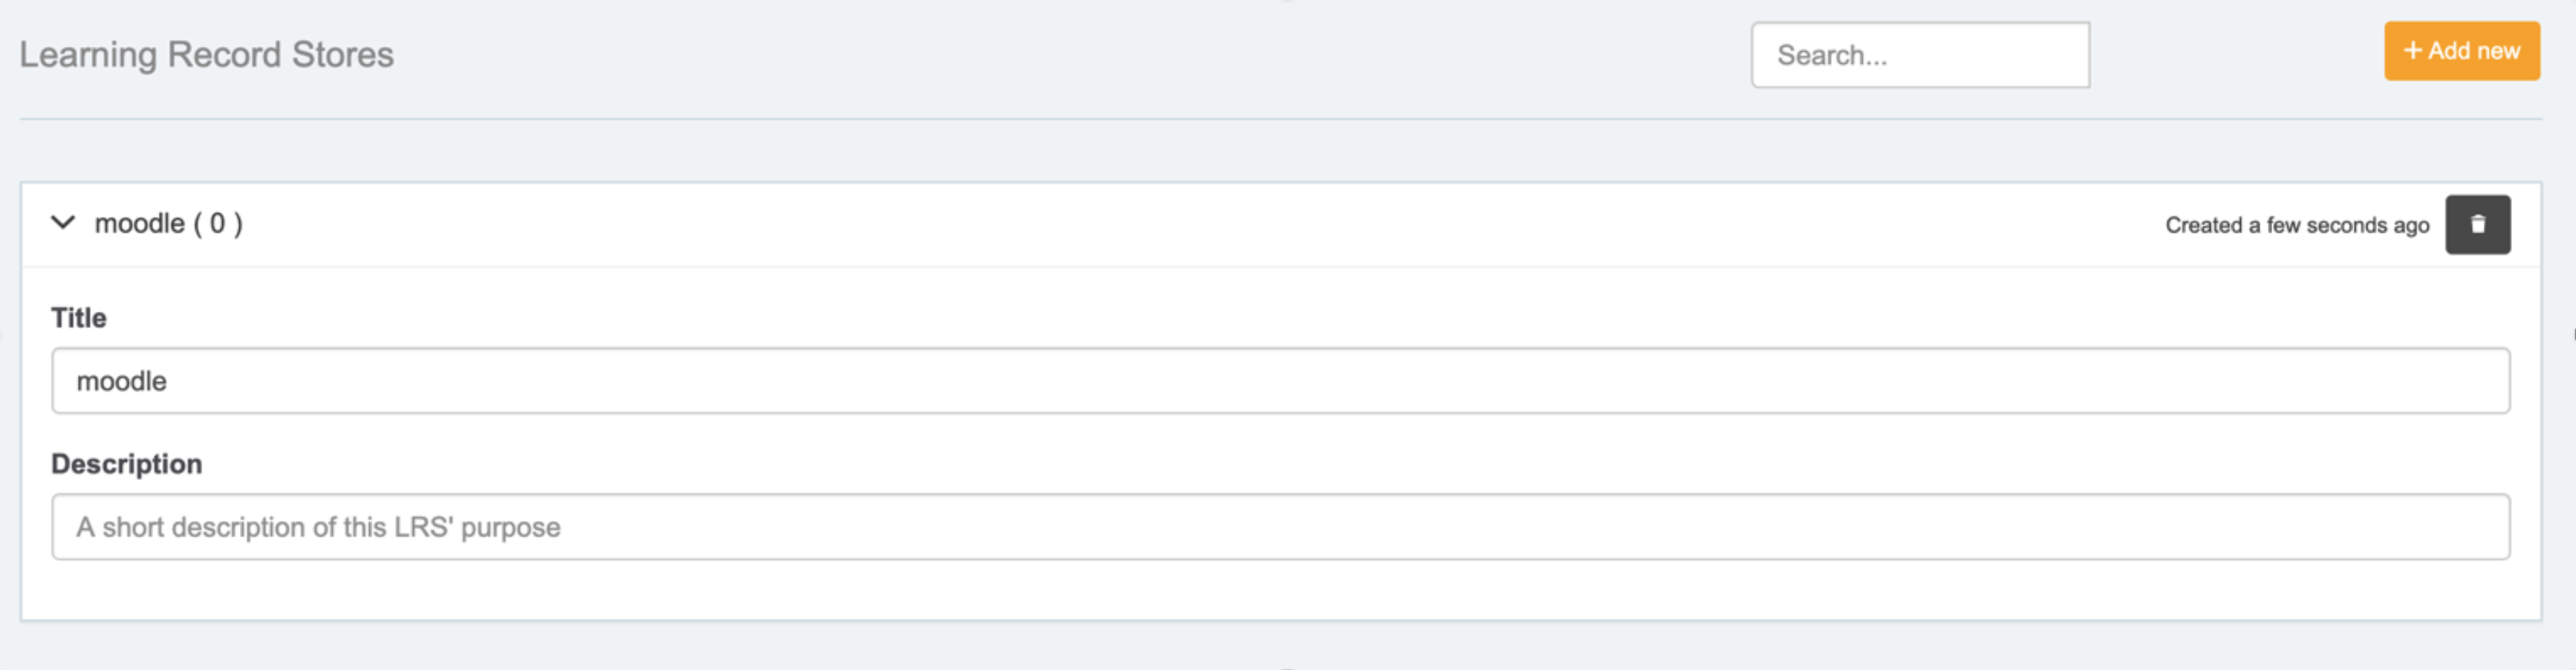 Learning Record Stores
Search...
+ Add new
moodle ( 0 )
Created a few seconds ago
Title
moodle
Description
A short description of this LRS' purpose